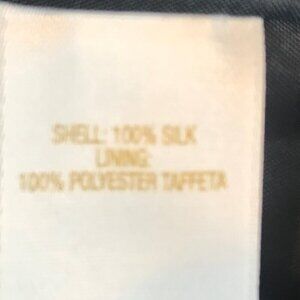 SHELL: 100% SILK
LINING:
100% POLYESTER TAFFETA